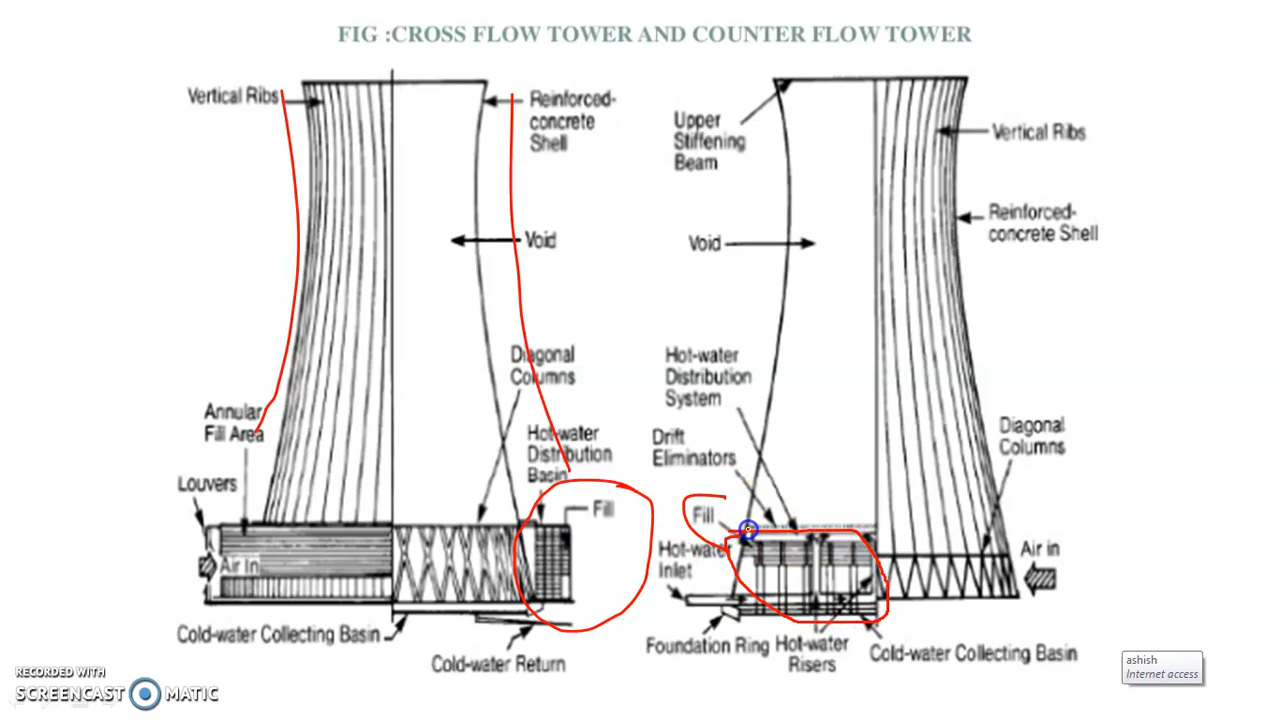 FIG :CROSS FLOW TOWER AND COUNTER FLOW TOWER
Vertical Ribs
Reinforced-
concrete
Shell
Void
Diagonal
Columns
Annular
Fill Area
Hot-water
Distribution
Basin
Louvers
Fill
Air In
Cold-water Collecting Basin
Cold-water Return
Upper
Stiffening
Beam
Vertical Ribs
Reinforced-
concrete Shell
Void
Hot-water
Distribution
System
Drift
Eliminators
Diagonal
Columns
Fill
Hot-water
Inlet
Air in
Foundation Ring
Hot-water
Risers
Cold-water Collecting Basin
RECORDED WITH
SCREENCAST MATIC
ashish
Internet access